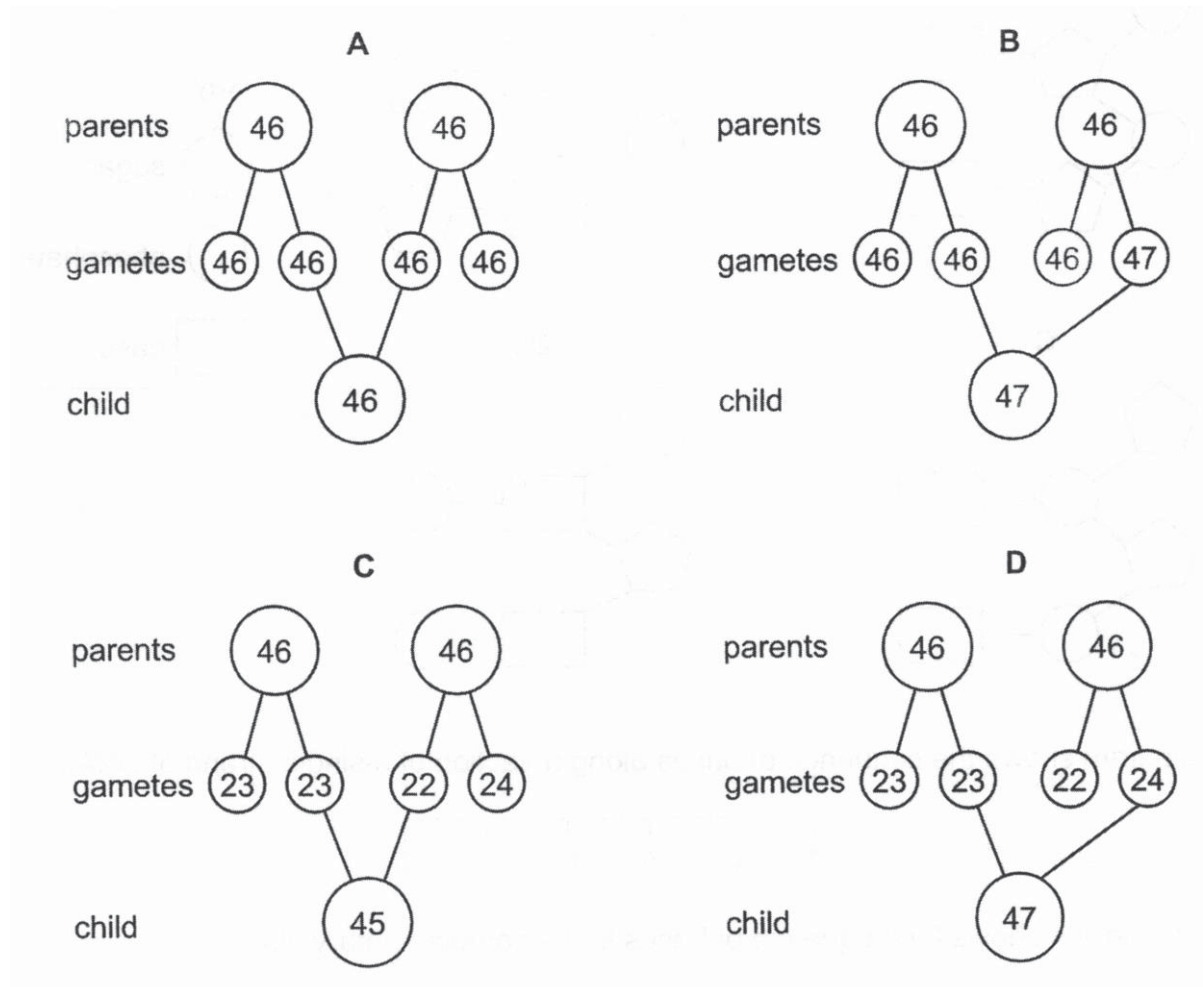 A
parents 46 46
gametes 46 46 46 46
child 46
B
parents 46 46
gametes 46 46 46 47
child 47
C
parents 46 46
gametes 23 23 22 24
child 45
D
parents 46 46
gametes 23 23 22 24
child 47